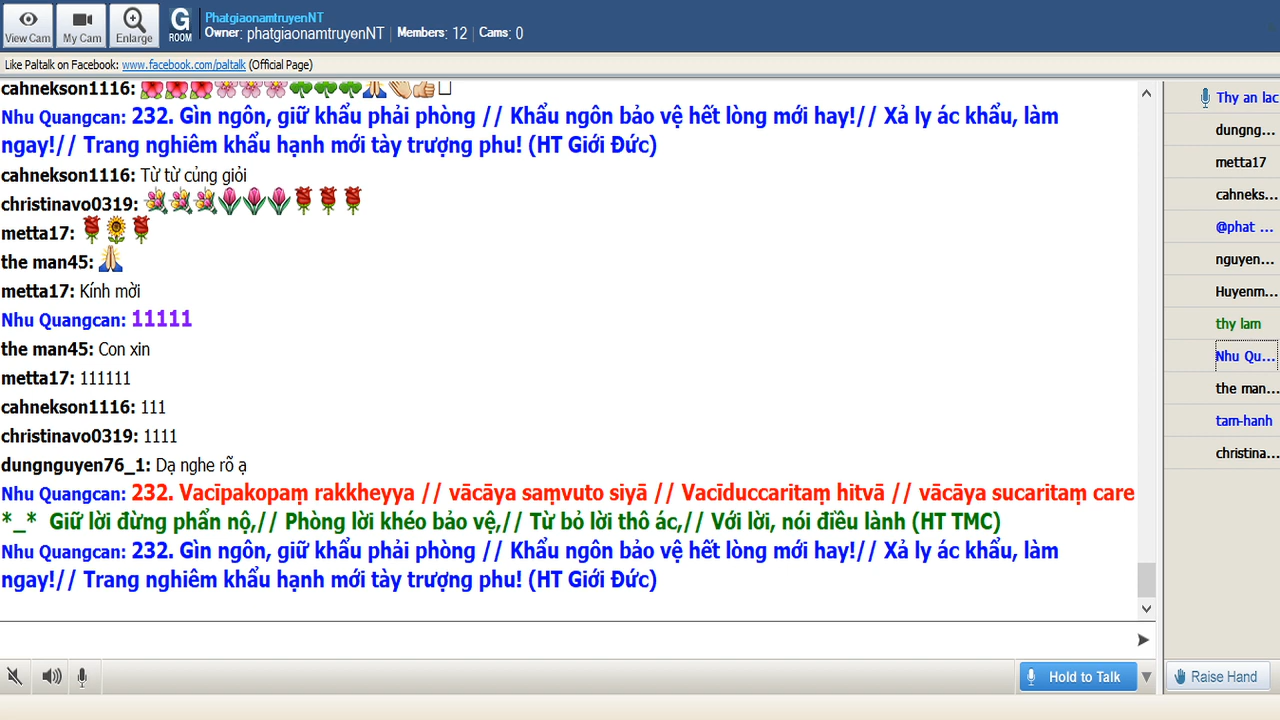 View Cam
My Cam
Enlarge
G
ROOM
PhatgiaonamtruyenNT
Owner: phatgiaonamtruyenNT Members: 12 Cams: 0
Like Paltalk on Facebook: www.facebook.com/paltalk (Official Page)
cahnekson1116:
Nhu Quangcan: 232. Gìn ngôn, giữ khẩu phải phòng // Khẩu ngôn bảo vệ hết lòng mới hay!// Xả ly ác khẩu, làm
ngay!// Trang nghiêm khẩu hạnh mới tày trượng phu! (HT Giới Đức)
cahnekson1116: Từ từ củng giỏi
christinavo0319:
metta17:
the man45:
metta17: Kính mời
Nhu Quangcan: 11111
the man45: Con xin
metta17: 111111
cahnekson1116: 111
christinavo0319: 1111
dungnguyen76_1: Dạ nghe rõ ạ
Nhu Quangcan: 232. Vacīpakopaṃ rakkheyya // vācāya saṃvuto siyā // Vacīduccaritaṃ hitvā // vācāya sucaritaṃ care
*_* Giữ lời đừng phẩn nộ,// Phòng lời khéo bảo vệ,// Từ bỏ lời thô ác,// Với lời, nói điều lành (HT TMC)
Nhu Quangcan: 232. Gìn ngôn, giữ khẩu phải phòng // Khẩu ngôn bảo vệ hết lòng mới hay!// Xả ly ác khẩu, làm
ngay!// Trang nghiêm khẩu hạnh mới tày trượng phu! (HT Giới Đức)
Hold to Talk
Thy an lac
dungng...
metta17
cahneks...
@phat ...
nguyen...
Huyenm...
thy lam
Nhu Qu...
the man...
tam-hanh
christina...
Raise Hand